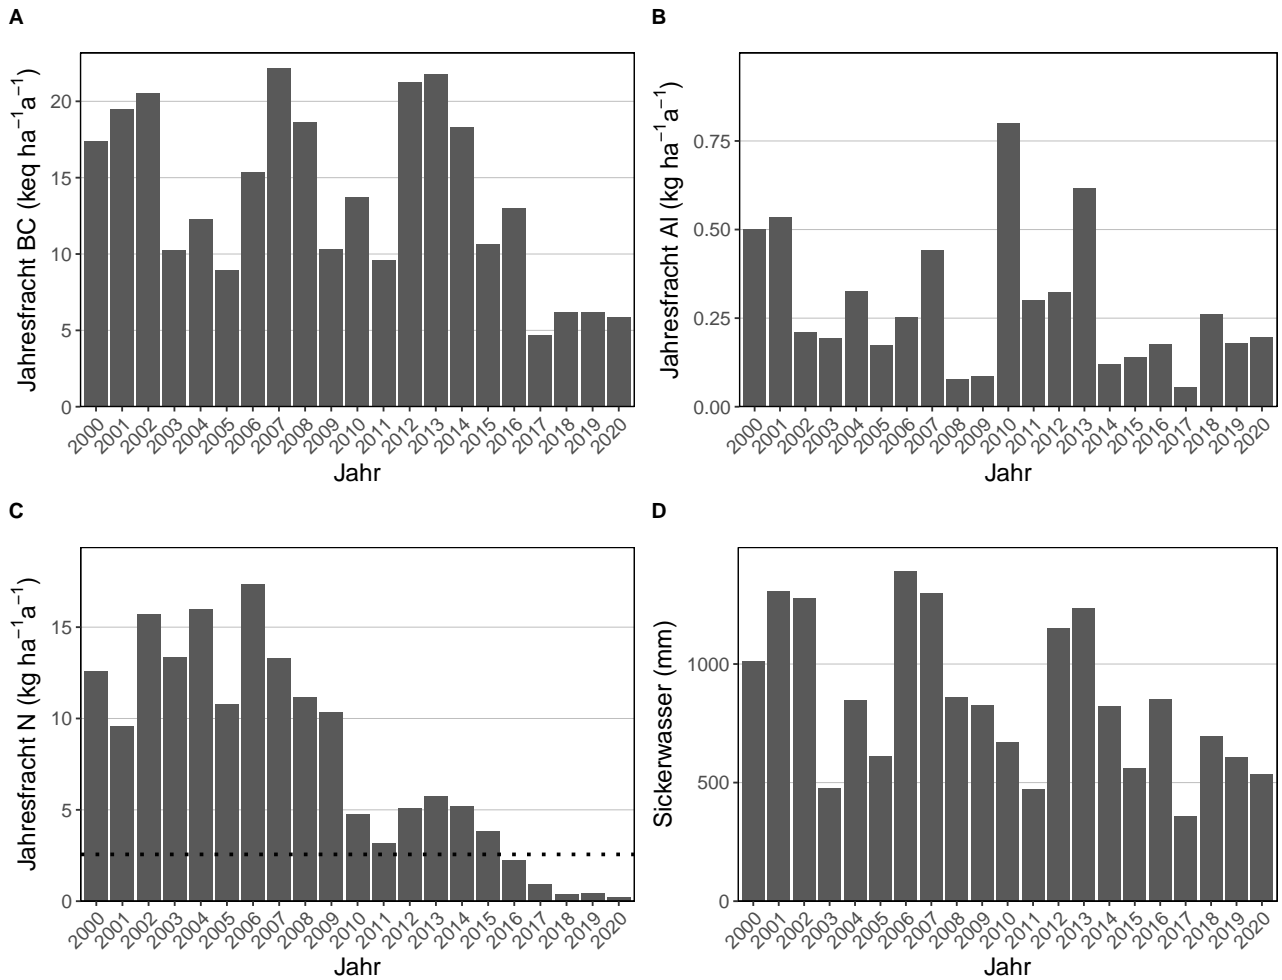 A
Jahresfracht BC (keq ha⁻¹a⁻¹)
20
15
10
5
0
2000 2001 2002 2003 2004 2005 2006 2007 2008 2009 2010 2011 2012 2013 2014 2015 2016 2017 2018 2019 2020
Jahr
B
Jahresfracht Al (kg ha⁻¹a⁻¹)
0.75
0.50
0.25
0.00
2000 2001 2002 2003 2004 2005 2006 2007 2008 2009 2010 2011 2012 2013 2014 2015 2016 2017 2018 2019 2020
Jahr
C
Jahresfracht N (kg ha⁻¹a⁻¹)
15
10
5
0
2000 2001 2002 2003 2004 2005 2006 2007 2008 2009 2010 2011 2012 2013 2014 2015 2016 2017 2018 2019 2020
Jahr
D
Sickerwasser (mm)
1000
500
0
2000 2001 2002 2003 2004 2005 2006 2007 2008 2009 2010 2011 2012 2013 2014 2015 2016 2017 2018 2019 2020
Jahr